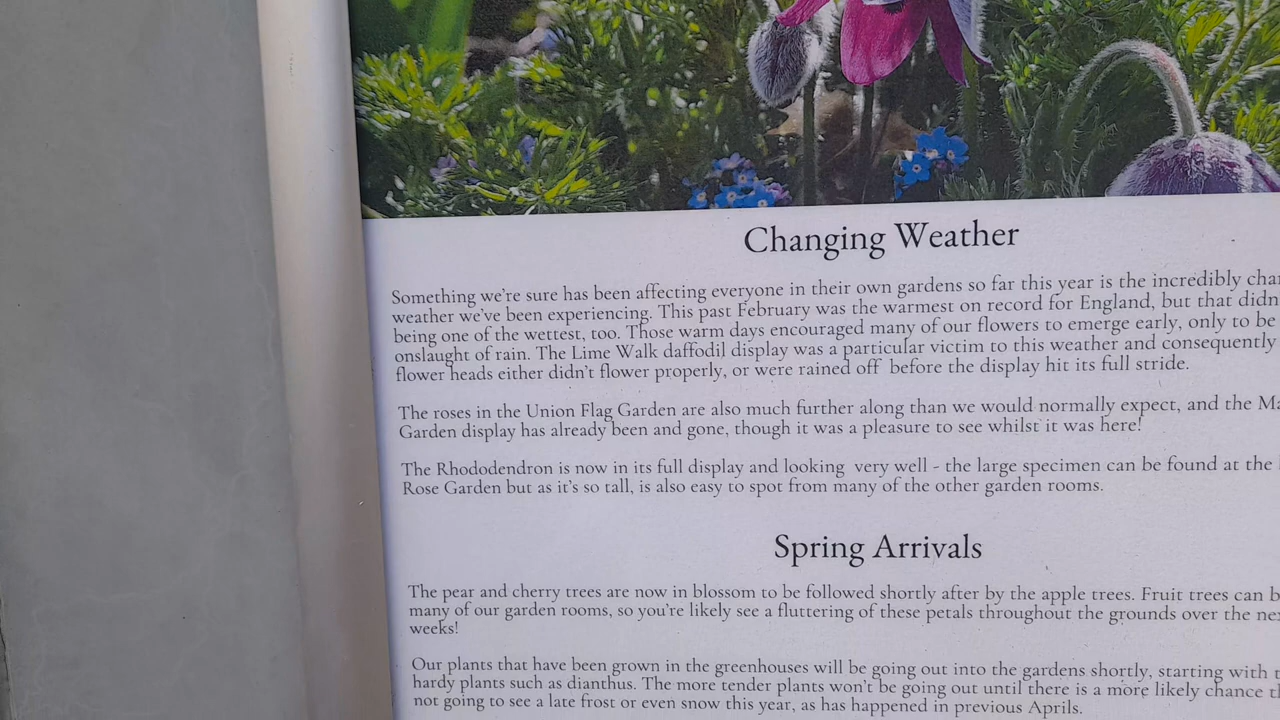 Changing Weather
Something we're sure has been affecting everyone in their own gardens so far this year is the incredibly
weather we've been experiencing. This past February was the warmest on record for England, but that
being one of the wettest, too. Those warm days encouraged many of our flowers to emerge early, only to be
onslaught of rain. The Lime Walk daffodil display was a particular victim to this weather and consequently
flower heads either didn't flower properly, or were rained off before the display hit its full stride.
The roses in the Union Flag Garden are also much further along than we would normally expect, and the
Garden display has already been and gone, though it was a pleasure to see whilst it was here!
The Rhododendron is now in its full display and looking very well - the large specimen can be found at the
Rose Garden but as it's so tall, is also easy to spot from many of the other garden rooms.
Spring Arrivals
The pear and cherry trees are now in blossom to be followed shortly after by the apple trees. Fruit trees can
many of our garden rooms, so you're likely see a fluttering of these petals throughout the grounds over the
weeks!
Our plants that have been grown in the greenhouses will be going out into the gardens shortly, starting with
hardy plants such as dianthus. The more tender plants won't be going out until there is a more likely chance
not going to see a late frost or even snow this year, as has happened in previous Aprils.